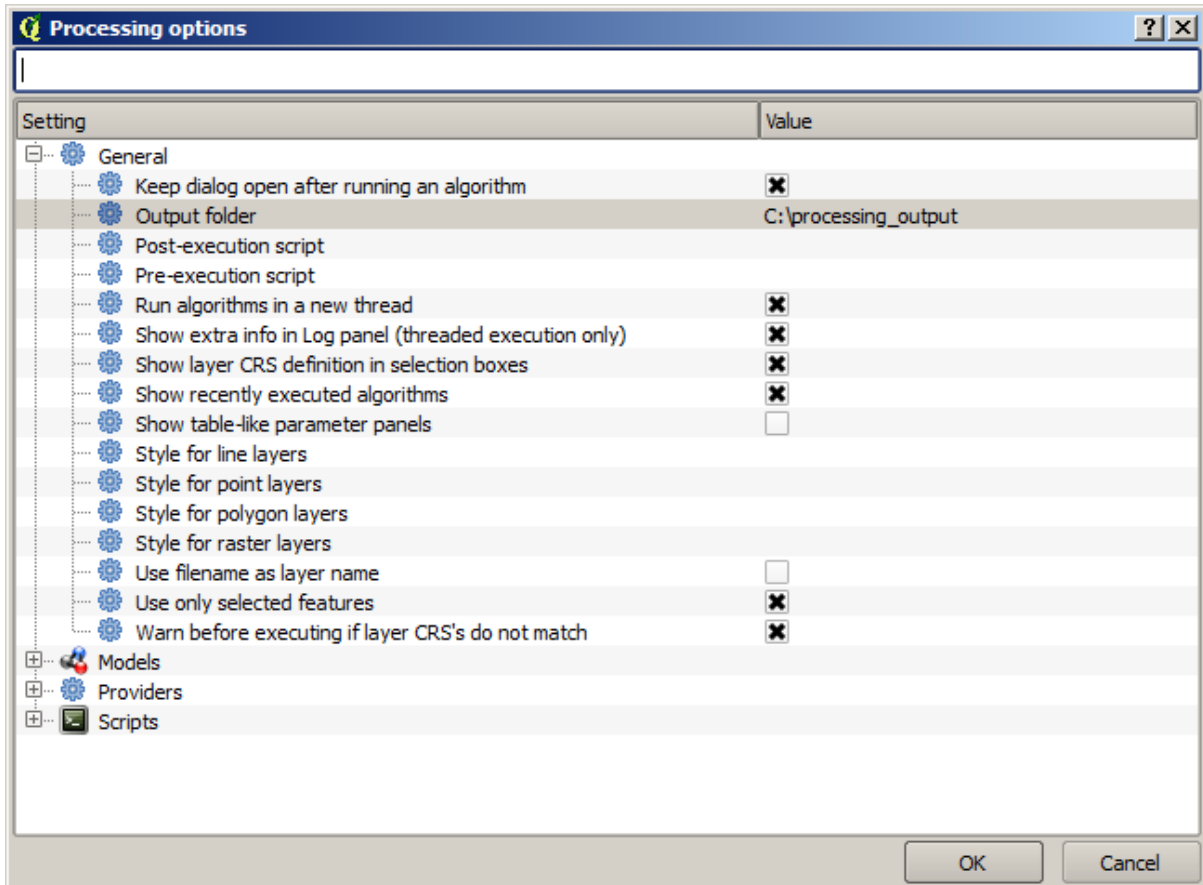 Processing options
Setting Value
General
Keep dialog open after running an algorithm
Output folder C:\processing_output
Post-execution script
Pre-execution script
Run algorithms in a new thread
Show extra info in Log panel (threaded execution only)
Show layer CRS definition in selection boxes
Show recently executed algorithms
Show table-like parameter panels
Style for line layers
Style for point layers
Style for polygon layers
Style for raster layers
Use filename as layer name
Use only selected features
Warn before executing if layer CRS's do not match
Models
Providers
Scripts
OK Cancel